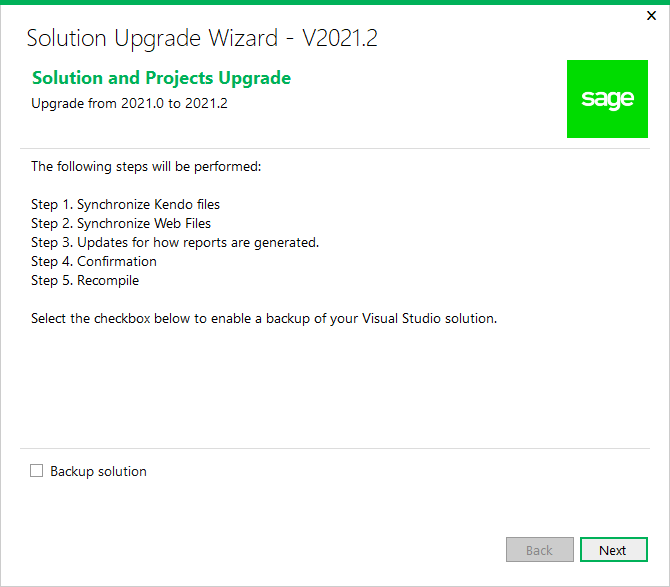 Solution Upgrade Wizard - V2021.2
Solution and Projects Upgrade
Upgrade from 2021.0 to 2021.2
sage
The following steps will be performed:
Step 1. Synchronize Kendo files
Step 2. Synchronize Web Files
Step 3. Updates for how reports are generated.
Step 4. Confirmation
Step 5. Recompile
Select the checkbox below to enable a backup of your Visual Studio solution.
Backup solution
Back
Next